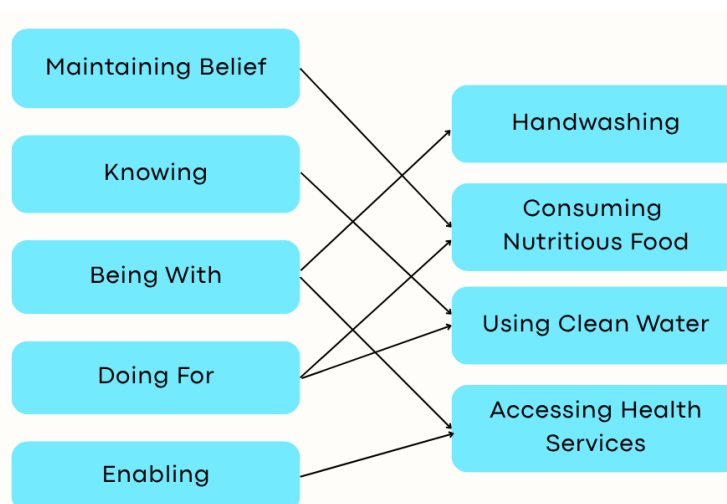 Maintaining Belief
Knowing
Being With
Doing For
Enabling
Handwashing
Consuming
Nutritious Food
Using Clean Water
Accessing Health
Services